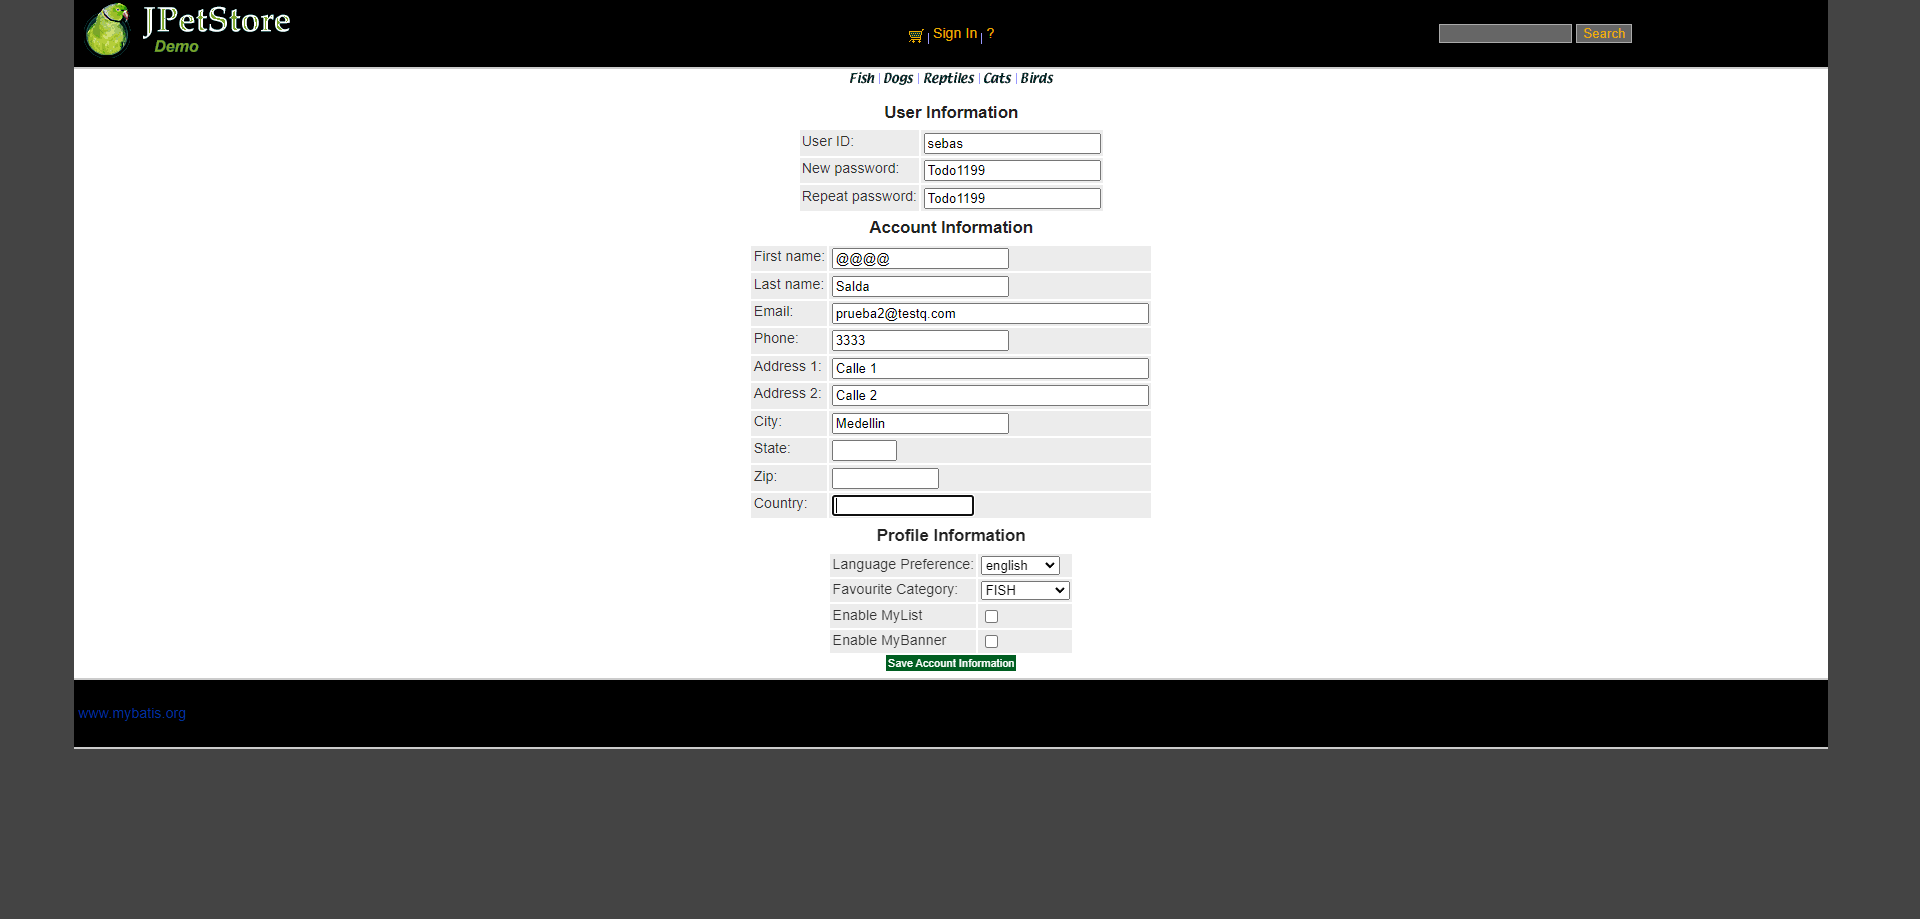 JPetStore
Demo
Sign In | ?
Search
Fish | Dogs | Reptiles | Cats | Birds
User Information
User ID: sebas
New password: Todo1199
Repeat password: Todo1199
Account Information
First name: @@@@
Last name: Salda
Email: prueba2@testq.com
Phone: 3333
Address 1: Calle 1
Address 2: Calle 2
City: Medellin
State:
Zip:
Country:
Profile Information
Language Preference: english
Favourite Category: FISH
Enable MyList
Enable MyBanner
Save Account Information
www.mybatis.org